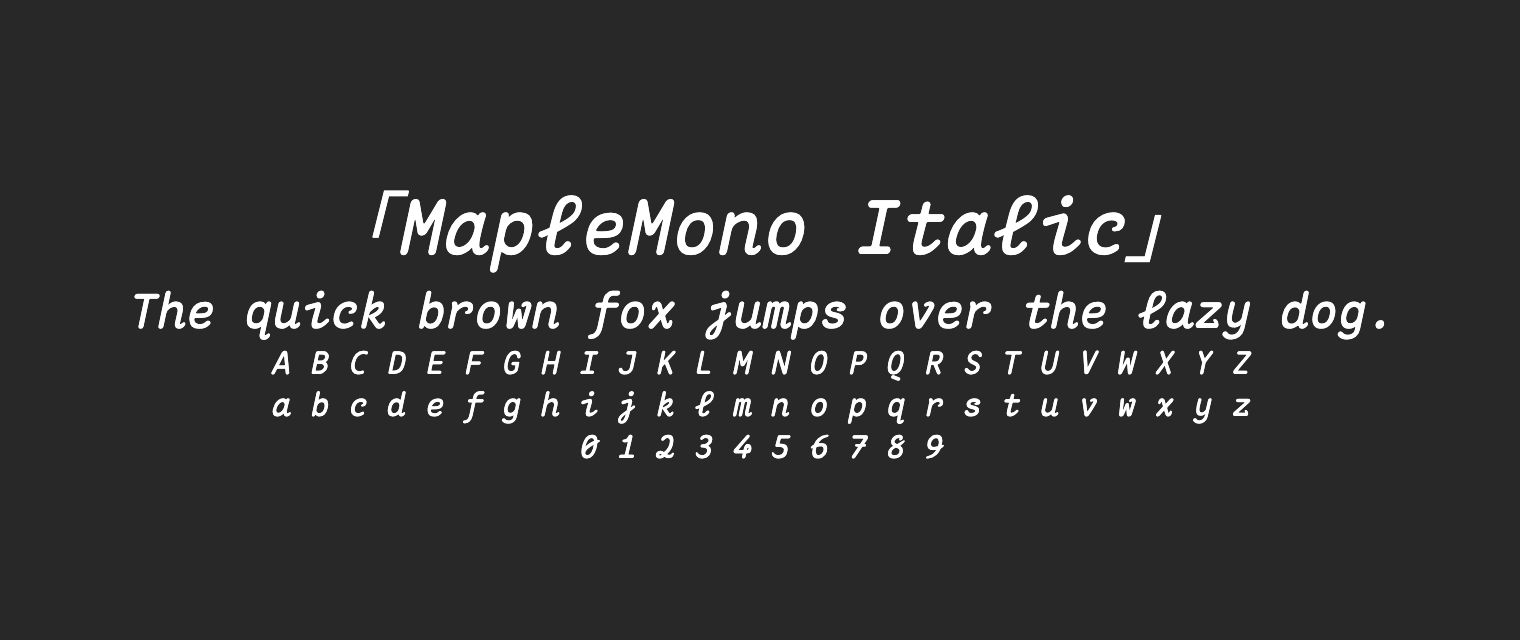 「MapleMono Italic」
The quick brown fox jumps over the lazy dog.
A B C D E F G H I J K L M N O P Q R S T U V W X Y Z
a b c d e f g h i j k l m n o p q r s t u v w x y z
0 1 2 3 4 5 6 7 8 9